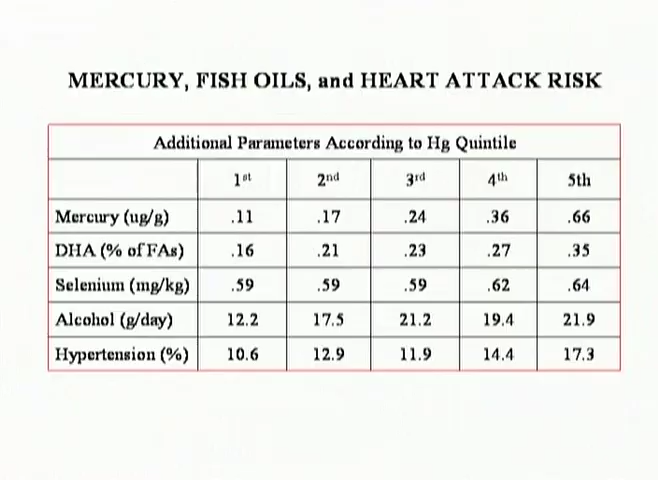 MERCURY, FISH OILS, and HEART ATTACK RISK
Additional Parameters According to Hg Quintile
1st 2nd 3rd 4th 5th
Mercury (ug/g) .11 .17 .24 .36 .66
DHA (% of FAs) .16 .21 .23 .27 .35
Selenium (mg/kg) .59 .59 .59 .62 .64
Alcohol (g/day) 12.2 17.5 21.2 19.4 21.9
Hypertension (%) 10.6 12.9 11.9 14.4 17.3